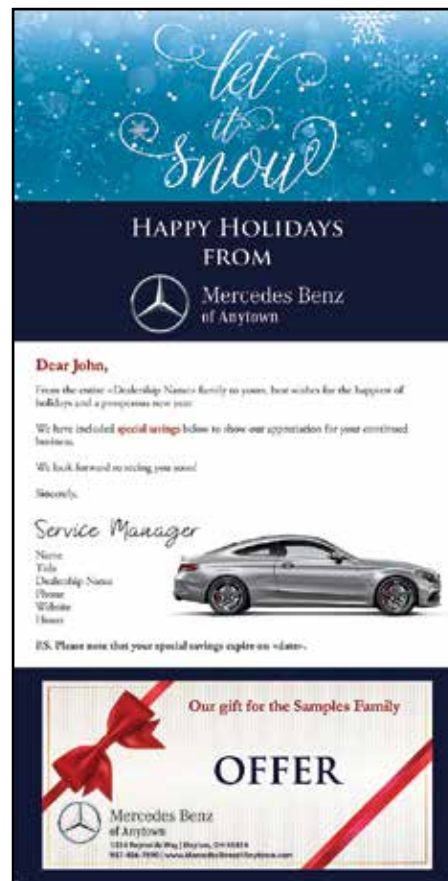 let
it
snow
HAPPY HOLIDAYS
FROM
Mercedes Benz
of Anytown
Dear John,
From the entire «Dealership Name» family to yours, best wishes for the happiest of
holidays and a prosperous new year.
We have included special savings below to show our appreciation for your continued
business.
We look forward to seeing you soon!
Sincerely,
Service Manager
Name
Title
Dealership Name
Phone
Website
Hours
P.S. Please note that your special savings expire on «date».
Our gift for the Samples Family
OFFER
Mercedes Benz
of Anytown
Reynolds Way | Dayton, OH